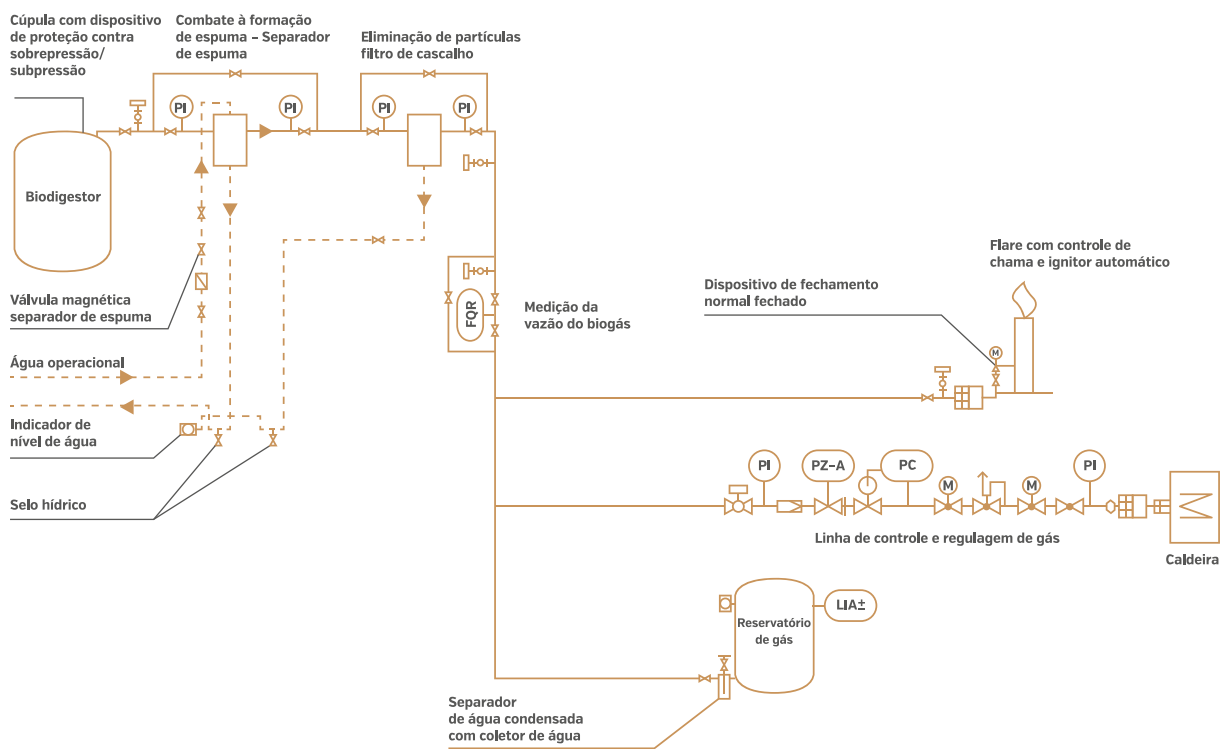 Cúpula com dispositivo
de proteção contra
sobrepressão/
subpressão
Combate à formação
de espuma – Separador
de espuma
Eliminação de partículas
filtro de cascalho
PI
PI
PI
PI
Biodigestor
Válvula magnética
separador de espuma
Água operacional
Indicador de
nível de água
Selo hídrico
FQR
Medição da
vazão do biogás
Flare com controle de
chama e ignitor automático
Dispositivo de fechamento
normal fechado
M
PI
PZ–A
PC
M
M
PI
Linha de controle e regulagem de gás
Caldeira
Reservatório
de gás
LIA±
Separador
de água condensada
com coletor de água